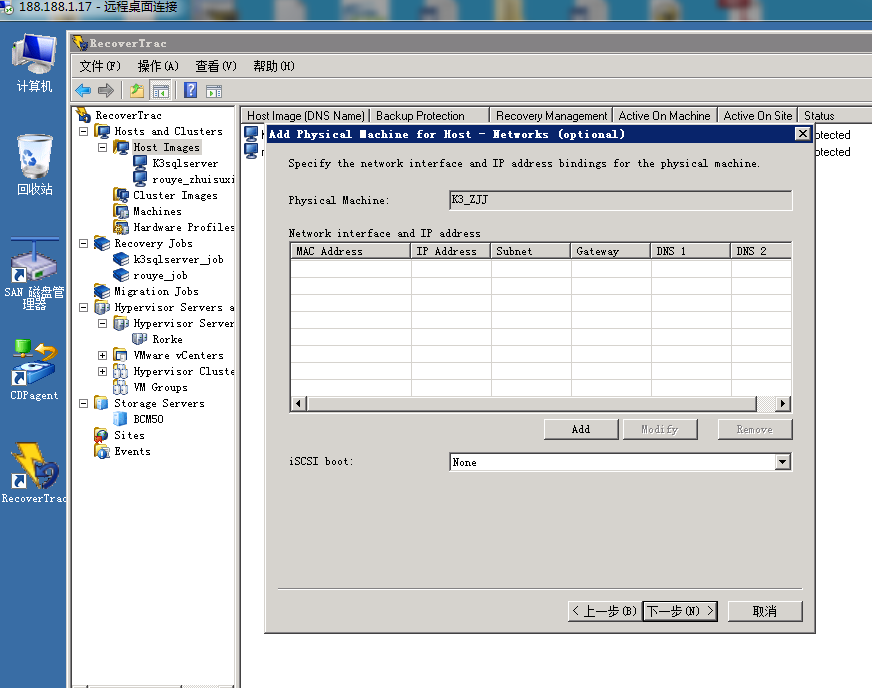 188.188.1.17 - 远程桌面连接
计算机
回收站
SAN 磁盘管
理器
CDPagent
RecoverTrac
RecoverTrac
文件(F) 操作(A) 查看(V) 帮助(H)
RecoverTrac
Hosts and Clusters
Host Images
K3sqlserver
rouye_zhuisuxi
Cluster Images
Machines
Hardware Profiles
Recovery Jobs
k3sqlserver_job
rouye_job
Migration Jobs
Hypervisor Servers a
Hypervisor Server
Rorke
VMware vCenters
Hypervisor Cluste
VM Groups
Storage Servers
BCM50
Sites
Events
Host Image (DNS Name) Backup Protection Recovery Management Active On Machine Active On Site Status
otected
otected
Add Physical Machine for Host - Networks (optional)
Specify the network interface and IP address bindings for the physical machine.
Physical Machine: K3_ZJJ
Network interface and IP address
MAC Address IP Address Subnet Gateway DNS 1 DNS 2
Add Modify Remove
iSCSI boot: None
< 上一步(B) 下一步(N) > 取消